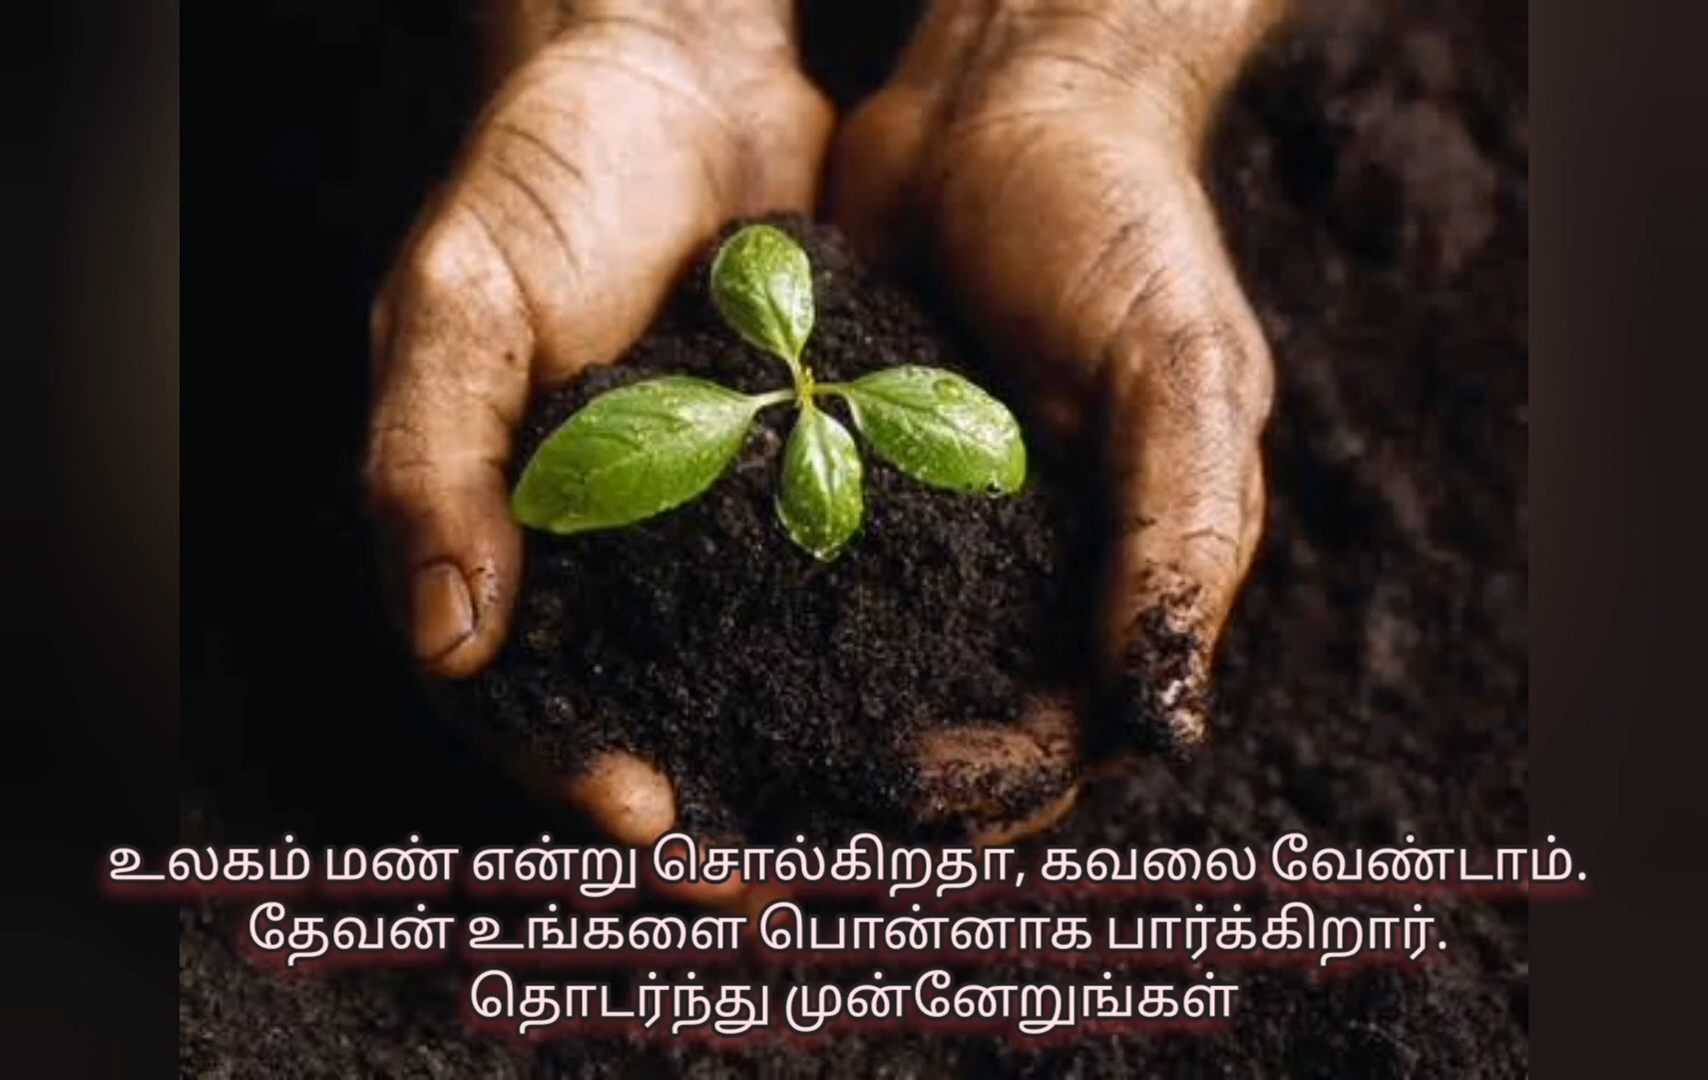 உலகம் மண் என்று சொல்கிறதா, கவலை வேண்டாம்.
தேவன் உங்களை பொன்னாக பார்க்கிறார்.
தொடர்ந்து முன்னேறுங்கள்